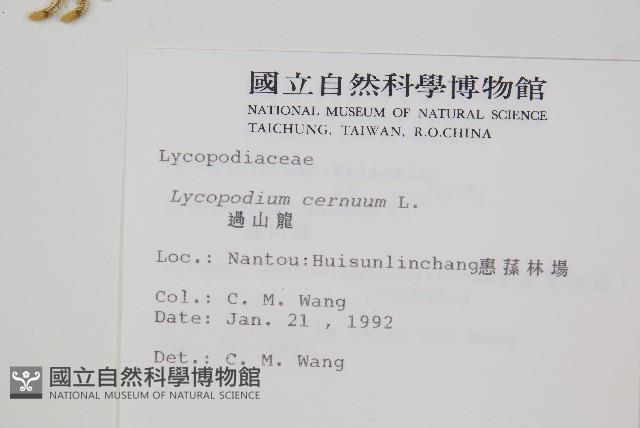 國立自然科學博物館
NATIONAL MUSEUM OF NATURAL SCIENCE
TAICHUNG, TAIWAN, R.O.CHINA
Lycopodiaceae
Lycopodium cernuum L.
過山龍
Loc.: Nantou:Huisunlinchang惠蓀林場
Col.: C. M. Wang
Date: Jan. 21 , 1992
Det.: C. M. Wang
國立自然科學博物館
NATIONAL MUSEUM OF NATURAL SCIENCE